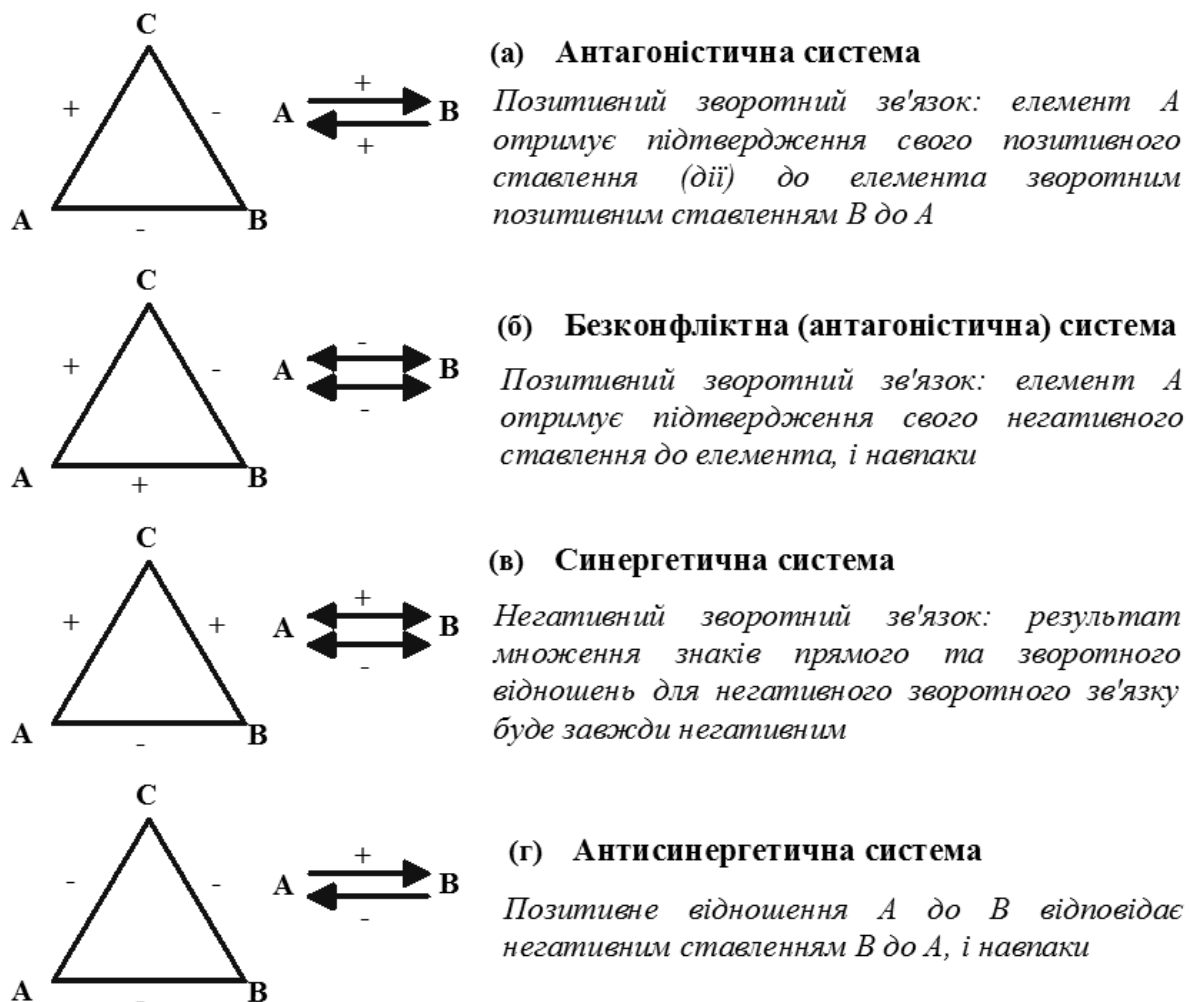 C
(а) Антагоністична система
+ - A + B
+
Позитивний зворотний зв'язок: елемент А
отримує підтвердження свого позитивного
ставлення (дії) до елемента зворотним
позитивним ставленням В до А
A - B
C
(б) Безконфліктна (антагоністична) система
+ - A - B
-
Позитивний зворотний зв'язок: елемент А
отримує підтвердження свого негативного
ставлення до елемента, і навпаки
A + B
C
(в) Синергетична система
+ + A + B
-
Негативний зворотний зв'язок: результат
множення знаків прямого та зворотного
відношень для негативного зворотного зв'язку
буде завжди негативним
A - B
C
(г) Антисинергетична система
- - A + B
-
Позитивне відношення А до В відповідає
негативним ставленням В до А, і навпаки
A - B